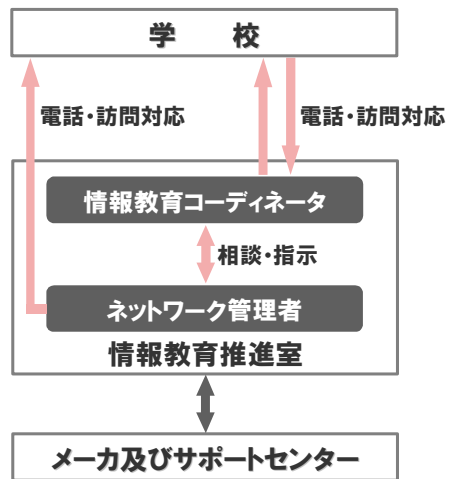 学　校
電話・訪問対応
電話・訪問対応
情報教育コーディネータ
相談・指示
ネットワーク管理者
情報教育推進室
メーカ及びサポートセンター